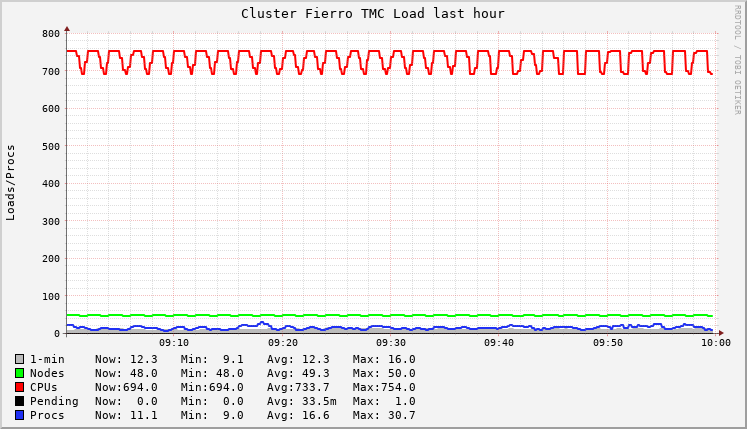 Cluster Fierro TMC Load last hour
RRDTOOL / TOBI OETIKER
Loads/Procs
800
700
600
500
400
300
200
100
0
09:10 09:20 09:30 09:40 09:50 10:00
1-min Now: 12.3 Min: 9.1 Avg: 12.3 Max: 16.0
Nodes Now: 48.0 Min: 48.0 Avg: 49.3 Max: 50.0
CPUs Now:694.0 Min:694.0 Avg:733.7 Max:754.0
Pending Now: 0.0 Min: 0.0 Avg: 33.5m Max: 1.0
Procs Now: 11.1 Min: 9.0 Avg: 16.6 Max: 30.7